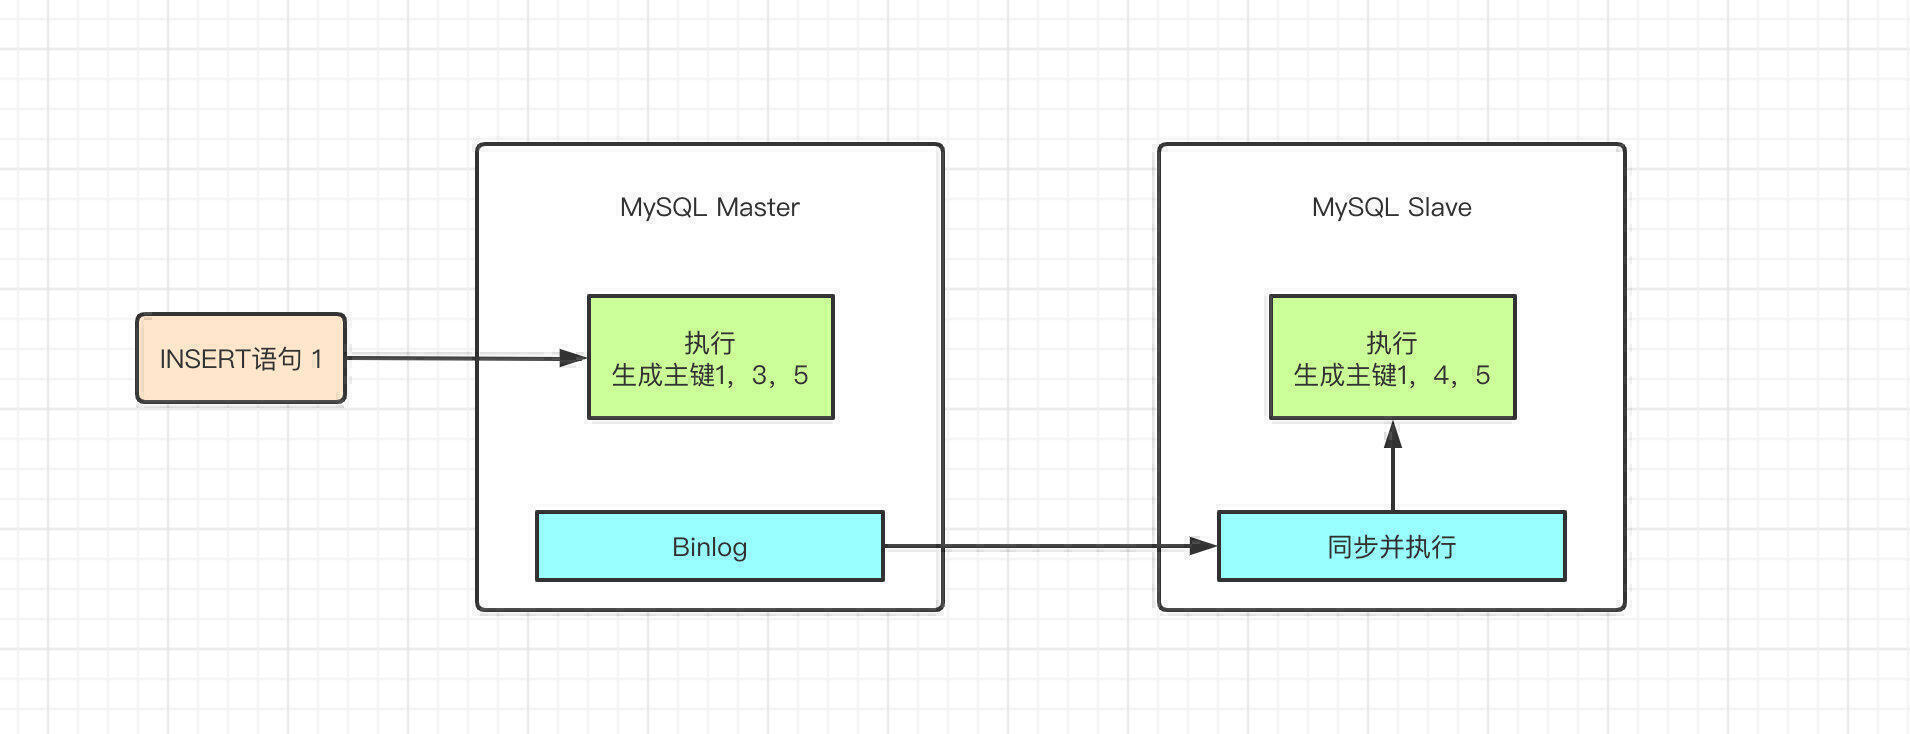 MySQL Master
MySQL Slave
INSERT语句 1
执行
生成主键1，3，5
执行
生成主键1，4，5
Binlog
同步并执行